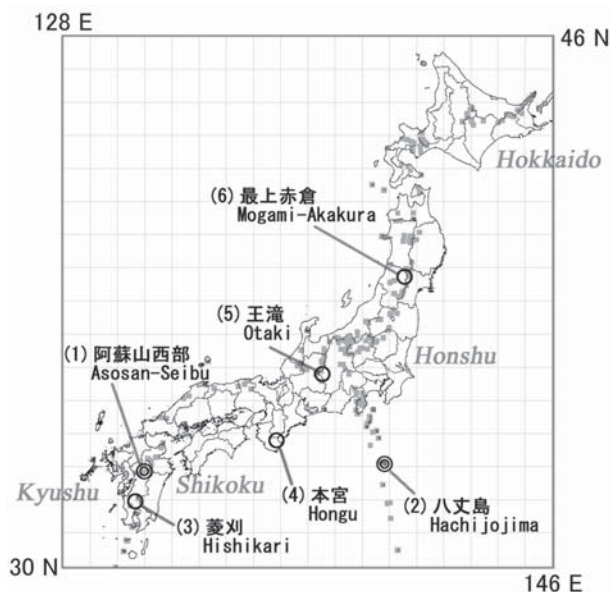 128 E
46 N
Hokkaido
(6) 最上赤倉
Mogami-Akakura
(5) 王滝
Otaki
(1) 阿蘇山西部
Asosan-Seibu
Honshu
Kyushu
Shikoku
(4) 本宮
Hongu
(2) 八丈島
Hachijojima
(3) 菱刈
Hishikari
30 N
146 E